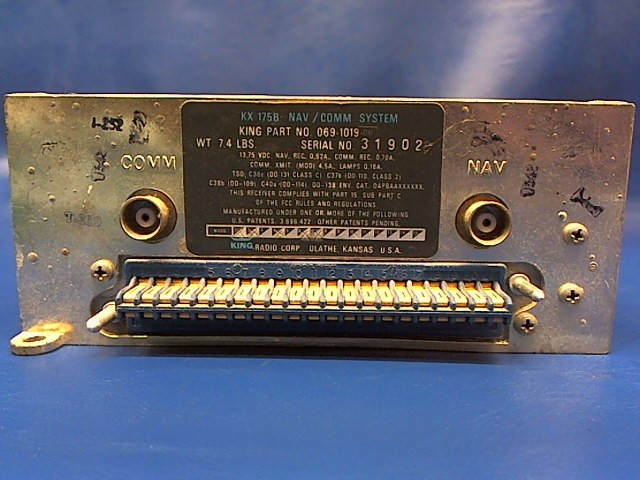 KX 175B NAV/COMM SYSTEM
KING PART NO. 069-1019
WT 7.4 LBS. SERIAL NO. 31902
13.75 VDC. NAV. REC. 0.52A., COMM. REC. 0.70A.
COMM. XMIT. (MOD) 4.5A., LAMPS 0.16A.
TSO: C36c (DO-131 CLASS C) C37b (DO-110, CLASS 2)
C38b (DO-109), C40a (DO-114), DO-138 ENV. CAT. DAPBAAXXXXXX.
THIS RECEIVER COMPLIES WITH PART 15, SUB PART C
OF THE FCC RULES AND REGULATIONS.
MANUFACTURED UNDER ONE OR MORE OF THE FOLLOWING
U.S. PATENTS. 3,699,422 OTHER PATENTS PENDING.
MODS.
KING RADIO CORP. OLATHE, KANSAS U.S.A.
COMM
NAV